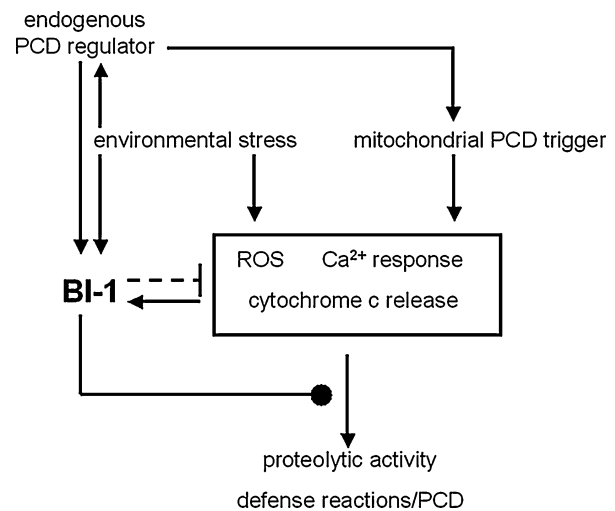 endogenous
PCD regulator
environmental stress
mitochondrial PCD trigger
ROS
Ca²⁺ response
BI-1
cytochrome c release
proteolytic activity
defense reactions/PCD